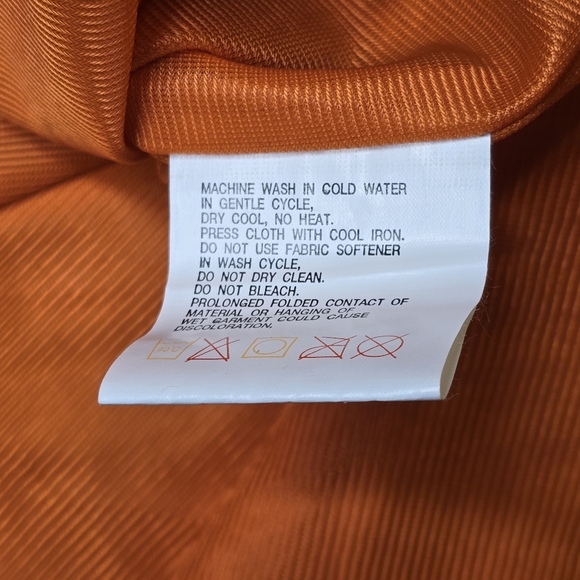 MACHINE WASH IN COLD WATER
IN GENTLE CYCLE,
DRY COOL, NO HEAT.
PRESS CLOTH WITH COOL IRON.
DO NOT USE FABRIC SOFTENER
IN WASH CYCLE,
DO NOT DRY CLEAN.
DO NOT BLEACH.
PROLONGED FOLDED CONTACT OF
MATERIAL OR HANGING OF
WET GARMENT COULD CAUSE
DISCOLORATION.